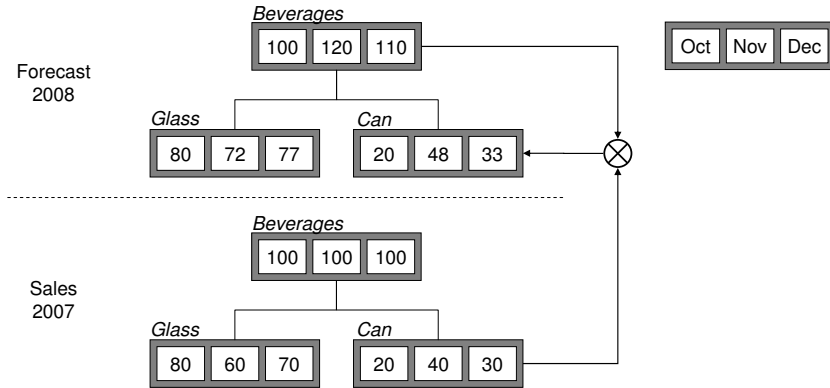 Beverages
100 120 110
Oct Nov Dec
Forecast
2008
Glass
Can
80 72 77
20 48 33
Beverages
100 100 100
Sales
2007
Glass
Can
80 60 70
20 40 30